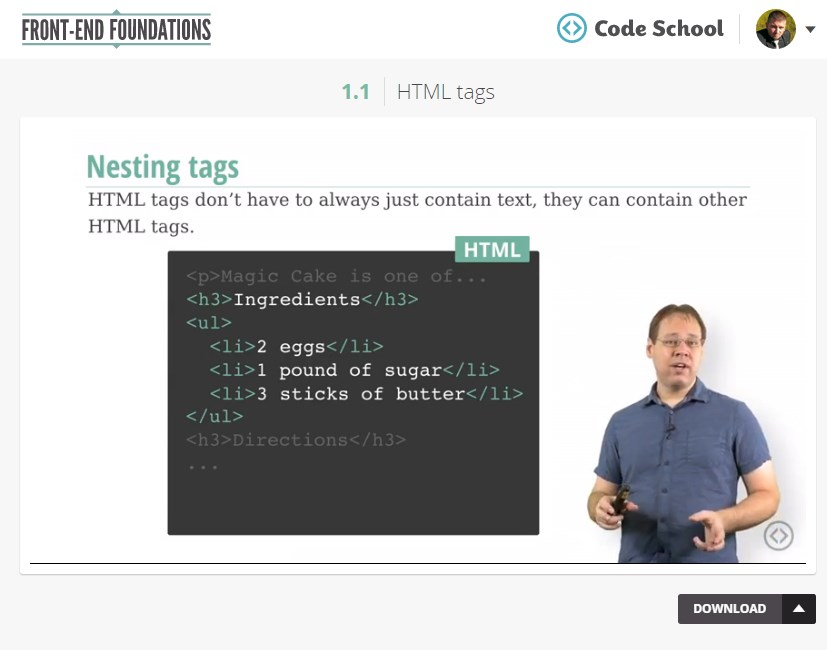 FRONT-END FOUNDATIONS
Code School
1.1 HTML tags
Nesting tags
HTML tags don’t have to always just contain text, they can contain other
HTML tags.
HTML
<p>Magic Cake is one of...
<h3>Ingredients</h3>
<ul>
<li>2 eggs</li>
<li>1 pound of sugar</li>
<li>3 sticks of butter</li>
</ul>
<h3>Directions</h3>
...
DOWNLOAD